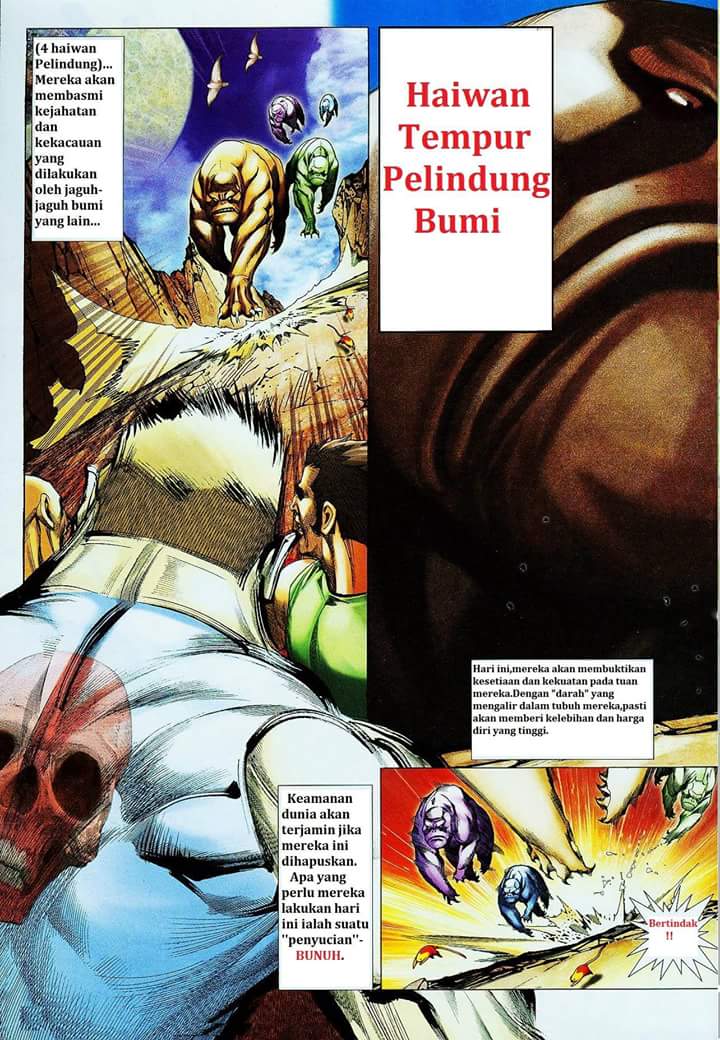 (4 haiwan
Pelindung)...
Mereka akan
membasmi
kejahatan
dan
kekacauan
yang
dilakukan
oleh jaguh-
jaguh bumi
yang lain...
Haiwan
Tempur
Pelindung
Bumi
Hari ini,mereka akan membuktikan
kesetiaan dan kekuatan pada tuan
mereka.Dengan "darah" yang
mengalir dalam tubuh mereka,pasti
akan memberi kelebihan dan harga
diri yang tinggi.
Keamanan
dunia akan
terjamin jika
mereka ini
dihapuskan.
Apa yang
perlu mereka
lakukan hari
ini ialah suatu
"penyucian"-
BUNUH.
Bertindak
!!